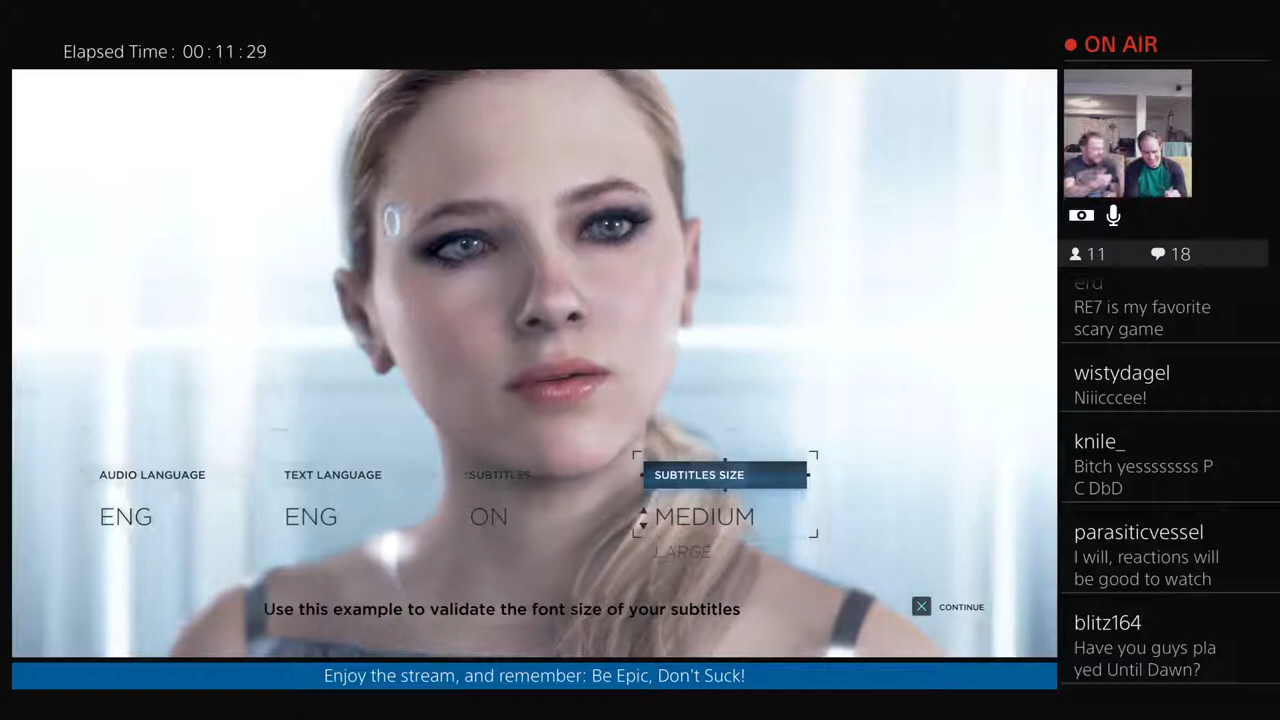 Elapsed Time: 00:11:29
ON AIR
11 18
erd
RE7 is my favorite
scary game
wistydagel
Niiicccee!
knile_
Bitch yessssssss P
C DbD
parasiticvessel
I will, reactions will
be good to watch
blitz164
Have you guys pla
yed Until Dawn?
AUDIO LANGUAGE TEXT LANGUAGE SUBTITLES SUBTITLES SIZE
ENG ENG ON MEDIUM
LARGE
Use this example to validate the font size of your subtitles
CONTINUE
Enjoy the stream, and remember: Be Epic, Don't Suck!